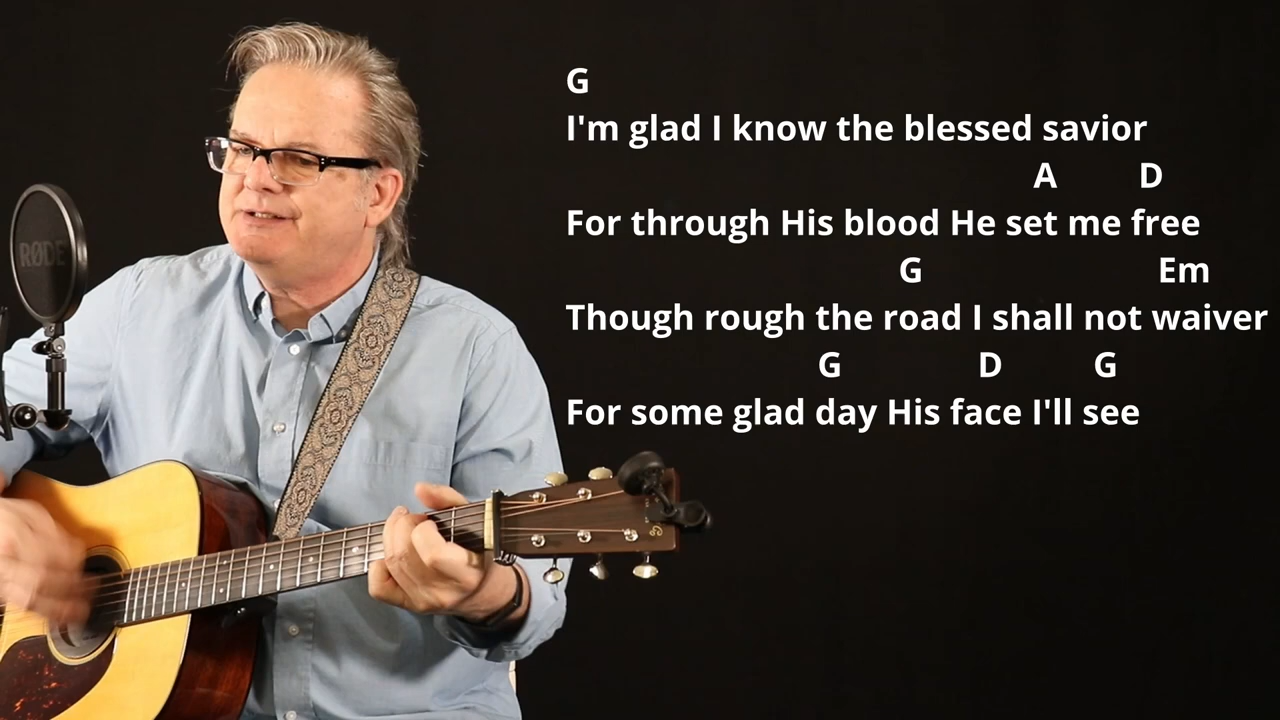 G
I'm glad I know the blessed savior
A D
For through His blood He set me free
G Em
Though rough the road I shall not waiver
G D G
For some glad day His face I'll see
RØDE